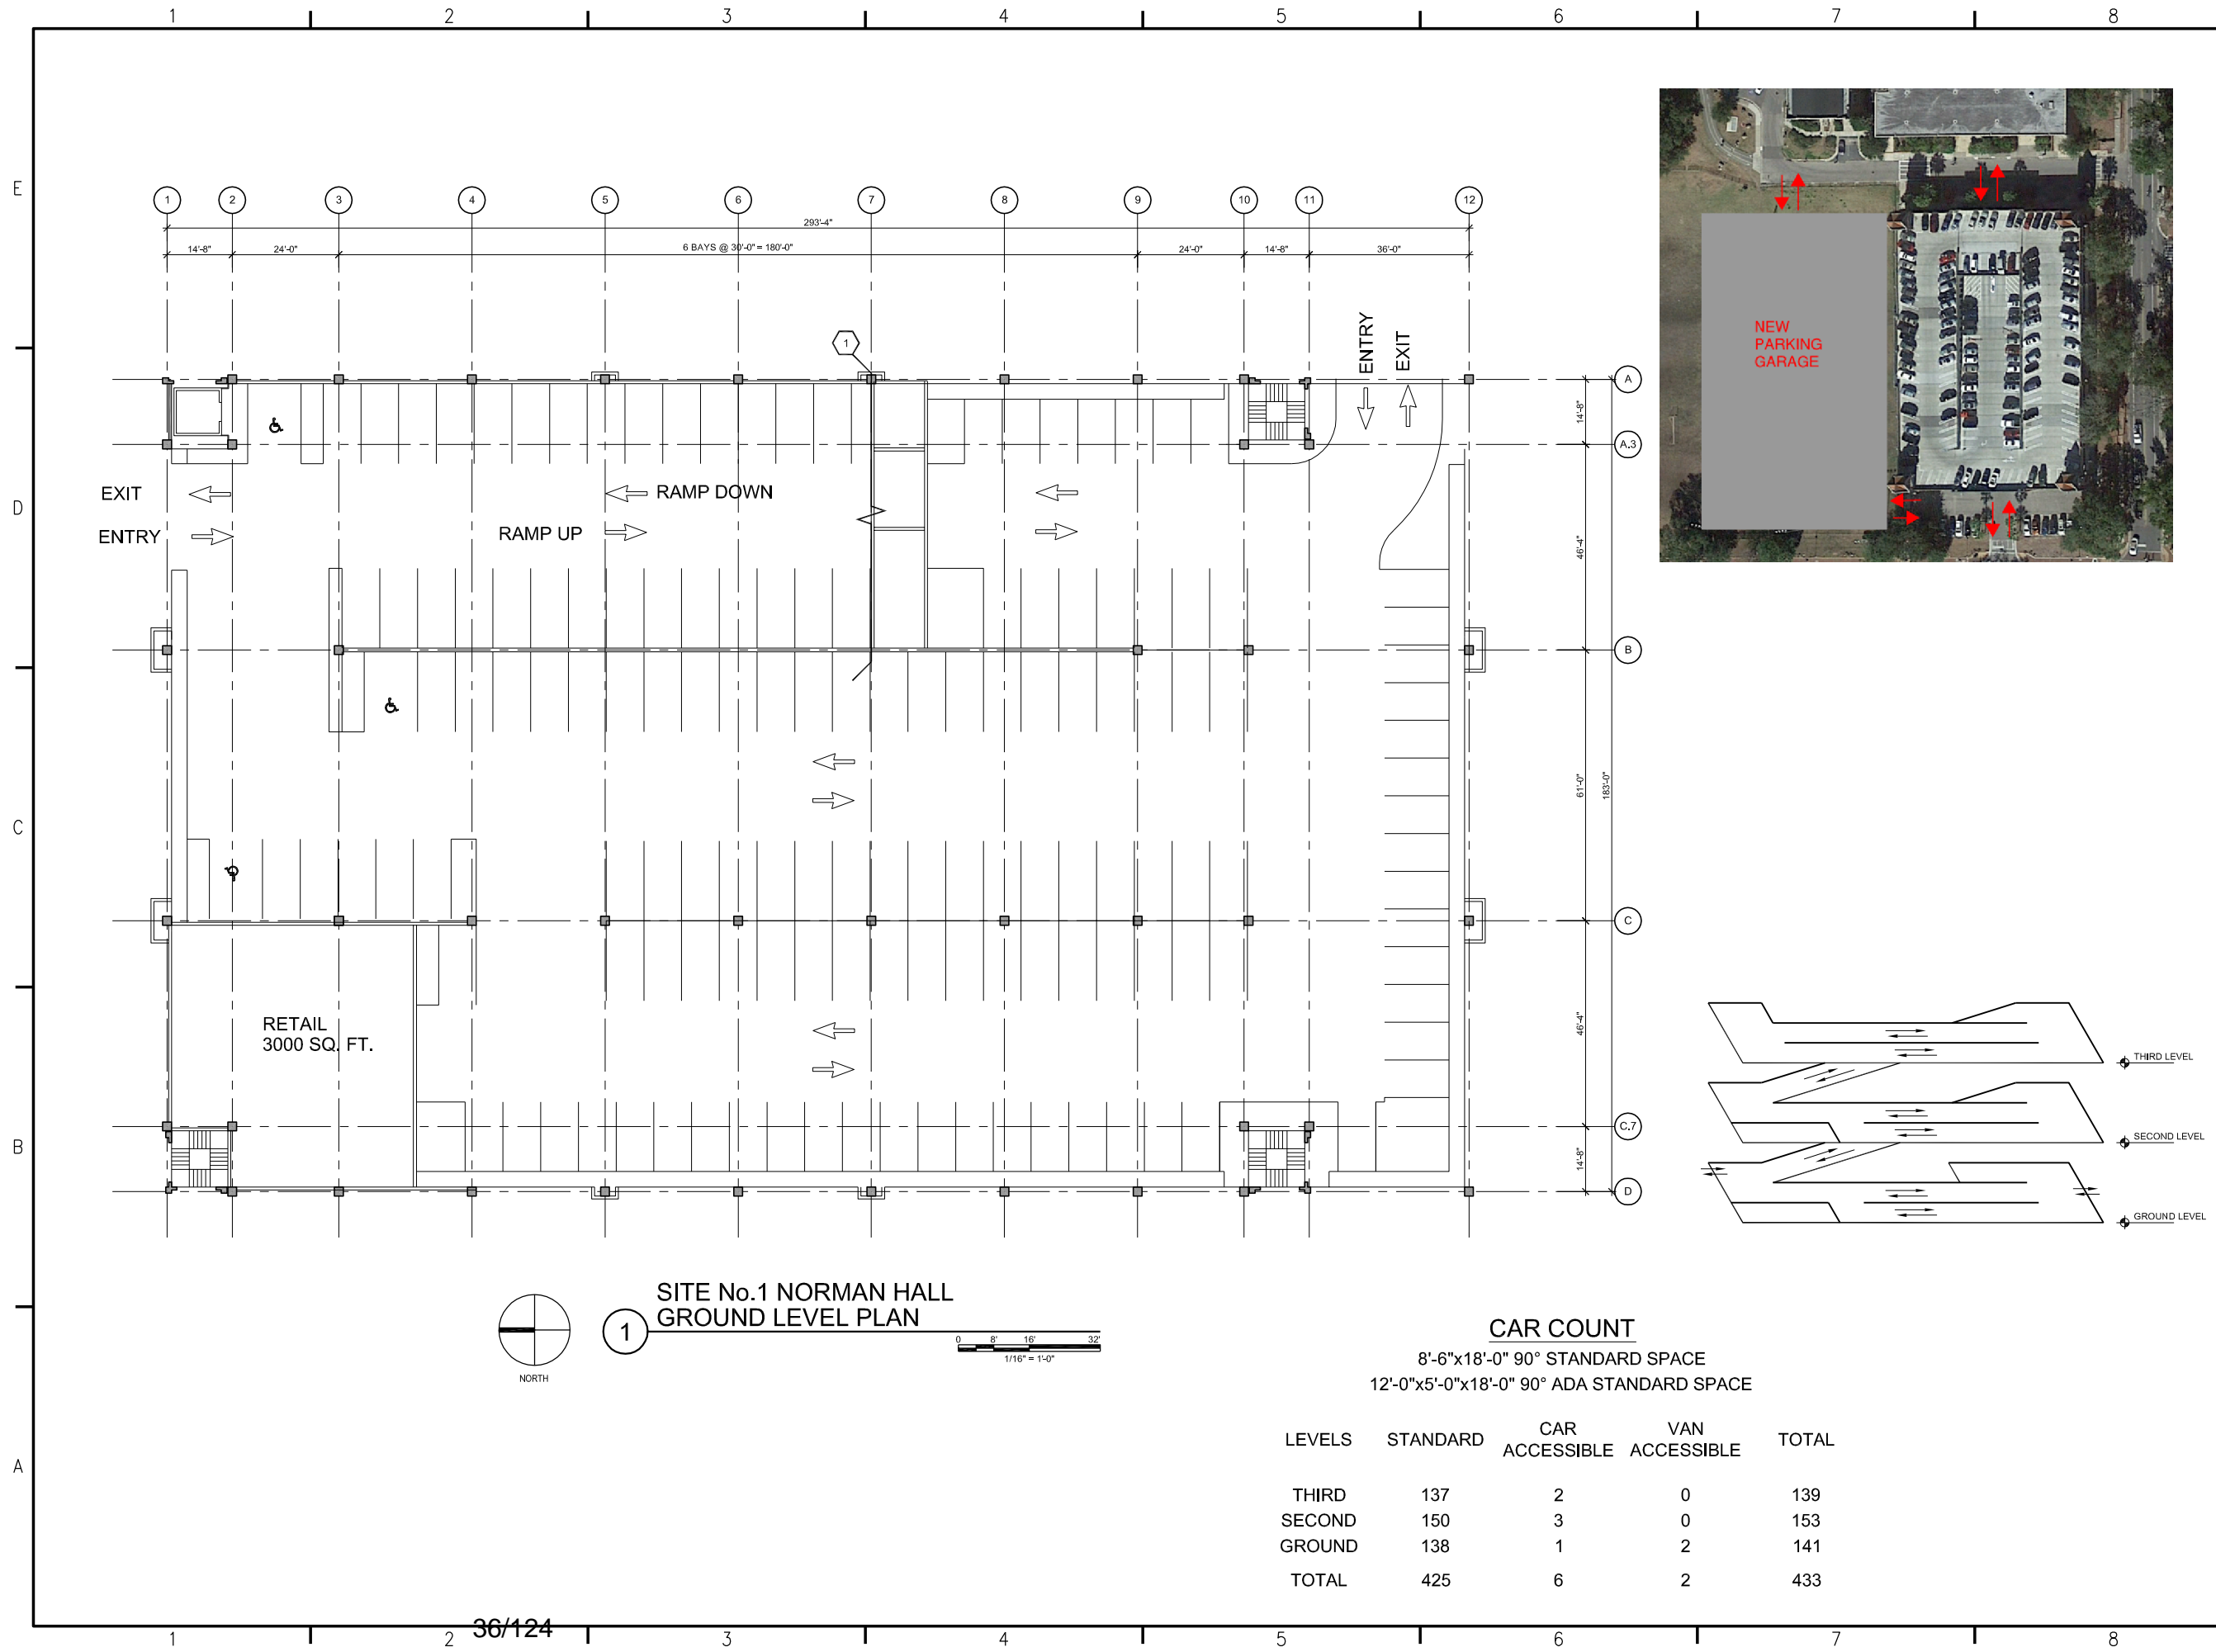 1 2 3 4 5 6 7 8
E
D
C
B
A
1 2 3 4 5 6 7 8 9 10 11 12
293'-4"
14'-8" 24'-0" 6 BAYS @ 30'-0" = 180'-0" 24'-0" 14'-8" 36'-0"
1
ENTRY
EXIT
A
A.3
B
C
C.7
D
14'-8"
46'-4"
61'-0"
183'-0"
46'-4"
14'-8"
EXIT
ENTRY
RAMP DOWN
RAMP UP
RETAIL
3000 SQ. FT.
NEW
PARKING
GARAGE
THIRD LEVEL
SECOND LEVEL
GROUND LEVEL
NORTH
1
SITE No.1 NORMAN HALL
GROUND LEVEL PLAN
0 8' 16' 32'
1/16" = 1'-0"
CAR COUNT
8'-6"x18'-0" 90° STANDARD SPACE
12'-0"x5'-0"x18'-0" 90° ADA STANDARD SPACE
LEVELS STANDARD CAR ACCESSIBLE VAN ACCESSIBLE TOTAL
THIRD 137 2 0 139
SECOND 150 3 0 153
GROUND 138 1 2 141
TOTAL 425 6 2 433
36/124
1 2 3 4 5 6 7 8